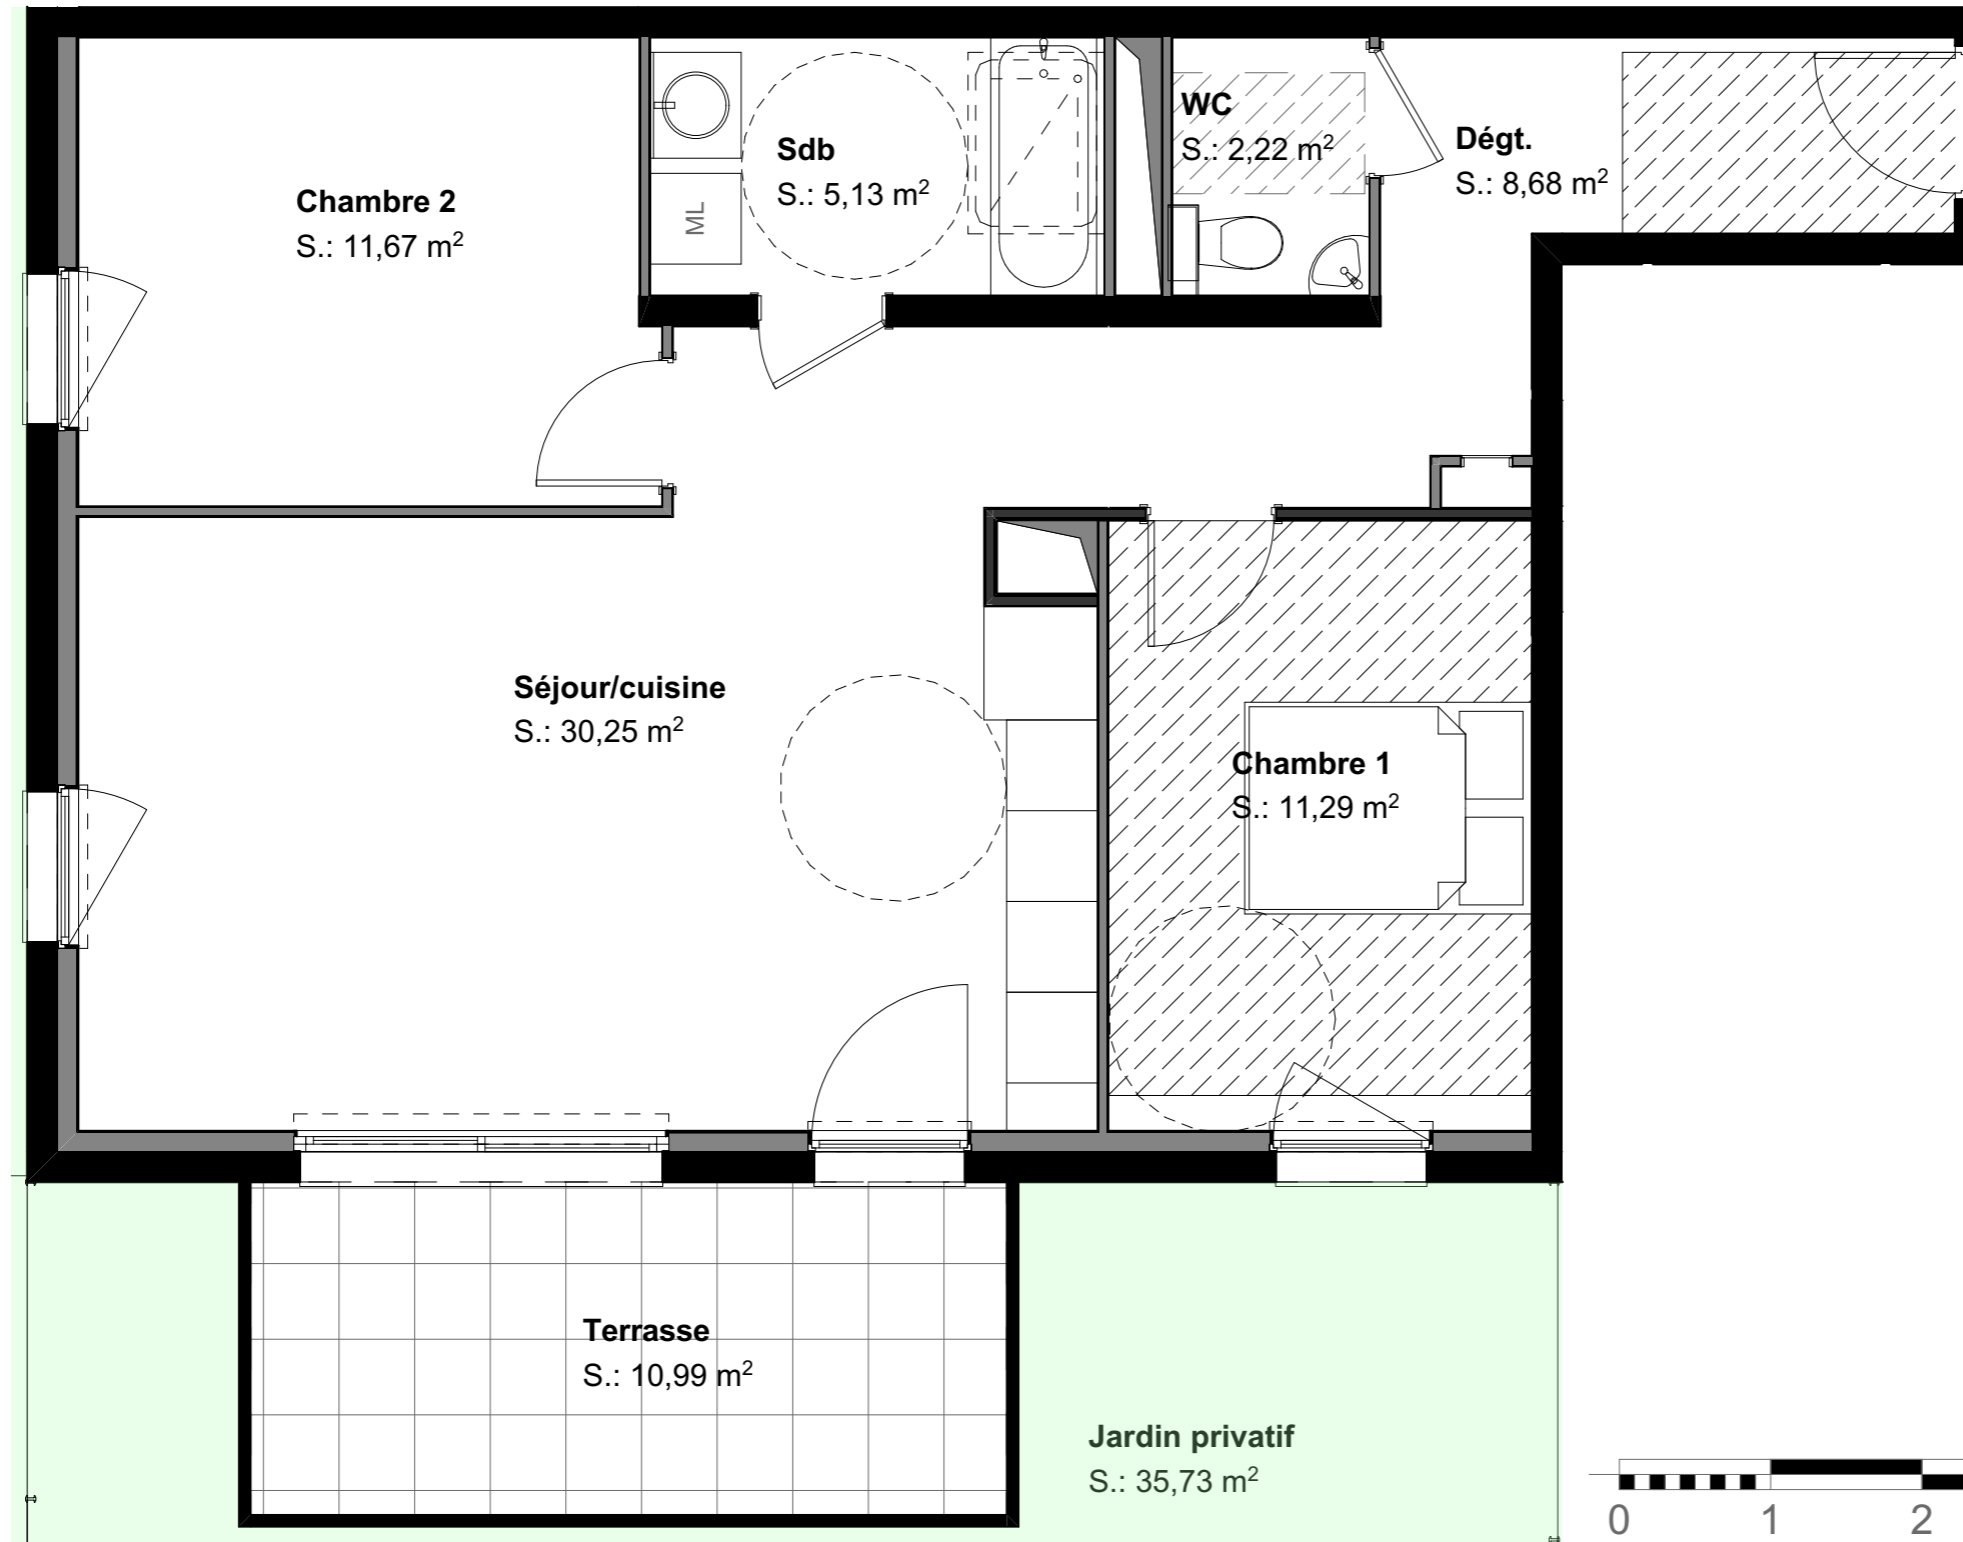 Chambre 2
S.: 11,67 m²
Sdb
S.: 5,13 m²
ML
WC
S.: 2,22 m²
Dégt.
S.: 8,68 m²
Séjour/cuisine
S.: 30,25 m²
Chambre 1
S.: 11,29 m²
Terrasse
S.: 10,99 m²
Jardin privatif
S.: 35,73 m²
0 1 2